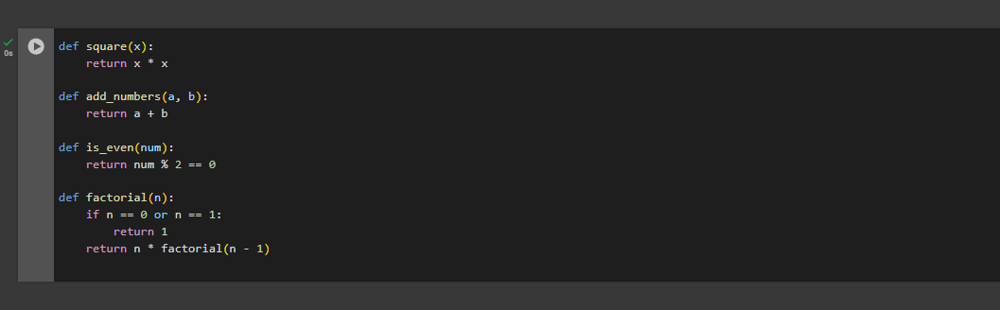 0s
def square(x):
    return x * x
def add_numbers(a, b):
    return a + b
def is_even(num):
    return num % 2 == 0
def factorial(n):
    if n == 0 or n == 1:
        return 1
    return n * factorial(n - 1)